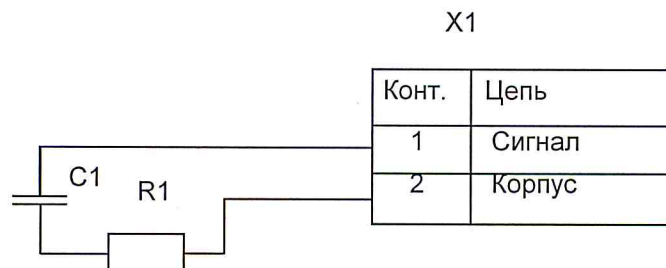 X1
Конт. Цепь
1 Сигнал
2 Корпус
C1
R1